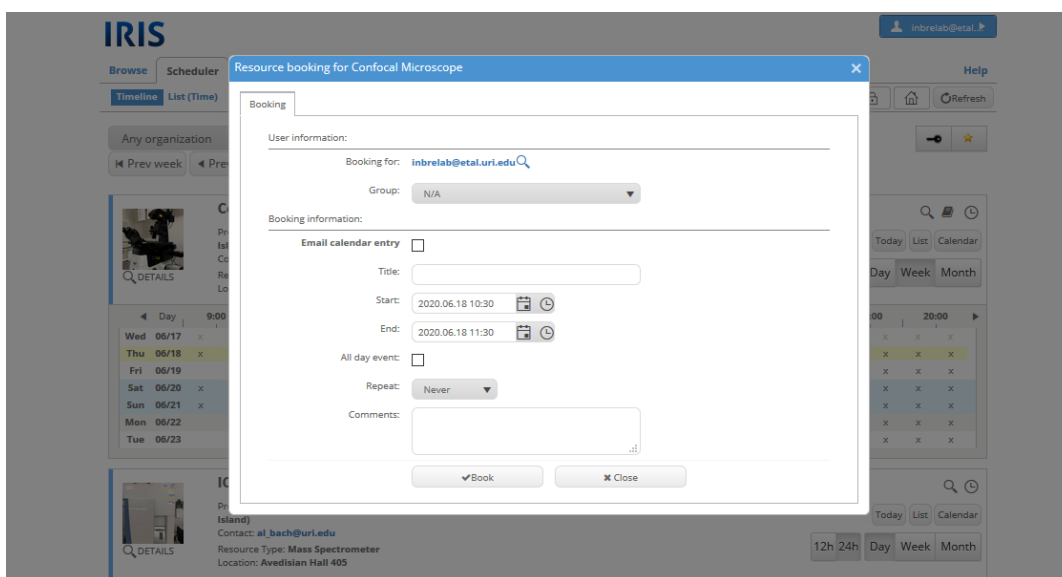 IRIS
inbrelab@etal..
Browse Scheduler
Help
Timeline List (Time)
Refresh
Any organization
Prev week
Resource booking for Confocal Microscope
Booking
User information:
Booking for: inbrelab@etal.uri.edu
Group: N/A
Booking information:
Email calendar entry
Title:
Start: 2020.06.18 10:30
End: 2020.06.18 11:30
All day event:
Repeat: Never
Comments:
Book Close
DETAILS
Today List Calendar
Day Week Month
Day 9:00 20:00
Wed 06/17 x x x x
Thu 06/18 x x x x
Fri 06/19 x x x
Sat 06/20 x x x x
Sun 06/21 x x x x
Mon 06/22 x x x
Tue 06/23 x x x
Island)
Contact: al_bach@uri.edu
Today List Calendar
DETAILS
Resource Type: Mass Spectrometer
12h 24h Day Week Month
Location: Avedisian Hall 405